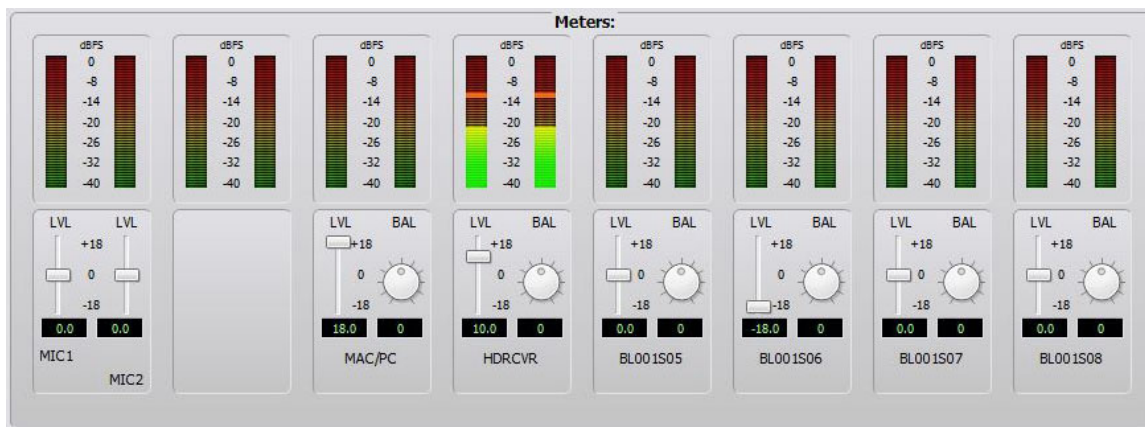 Meters:
dBFS dBFS dBFS dBFS dBFS dBFS dBFS dBFS
0 0 0 0 0 0 0 0
-8 -8 -8 -8 -8 -8 -8 -8
-14 -14 -14 -14 -14 -14 -14 -14
-20 -20 -20 -20 -20 -20 -20 -20
-26 -26 -26 -26 -26 -26 -26 -26
-32 -32 -32 -32 -32 -32 -32 -32
-40 -40 -40 -40 -40 -40 -40 -40
LVL LVL LVL BAL LVL BAL LVL BAL LVL BAL LVL BAL LVL BAL
+18 +18 +18 +18 +18 +18 +18
0 0 0 0 0 0 0
-18 -18 -18 -18 -18 -18 -18
0.0 0.0 18.0 0 10.0 0 0.0 0 -18.0 0 0.0 0 0.0 0
MIC1 MAC/PC HDRCVR BL001S05 BL001S06 BL001S07 BL001S08
MIC2